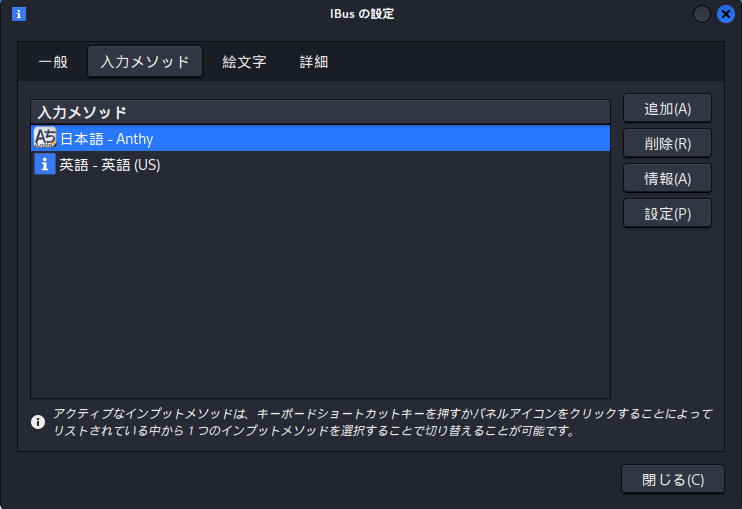 IBus の設定
一般 入力メソッド 絵文字 詳細
入力メソッド
日本語 - Anthy
英語 - 英語 (US)
追加(A)
削除(R)
情報(A)
設定(P)
アクティブなインプットメソッドは、キーボードショートカットキーを押すかパネルアイコンをクリックすることによって
リストされている中から 1 つのインプットメソッドを選択することで切り替えることが可能です。
閉じる(C)